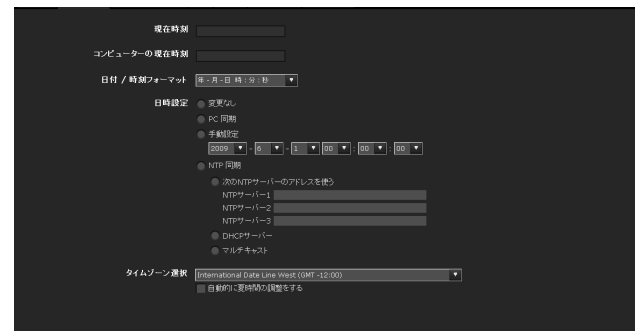 現在時刻
コンピューターの現在時刻
日付 / 時刻フォーマット 年 - 月 - 日 時 : 分 : 秒
日時設定 変更なし
PC 同期
手動設定
2009 - 6 - 1 00 : 00 : 00
NTP 同期
次のNTPサーバーのアドレスを使う
NTPサーバー1
NTPサーバー2
NTPサーバー3
DHCPサーバー
マルチキャスト
タイムゾーン選択 International Date Line West (GMT -12:00)
自動的に夏時間の調整をする